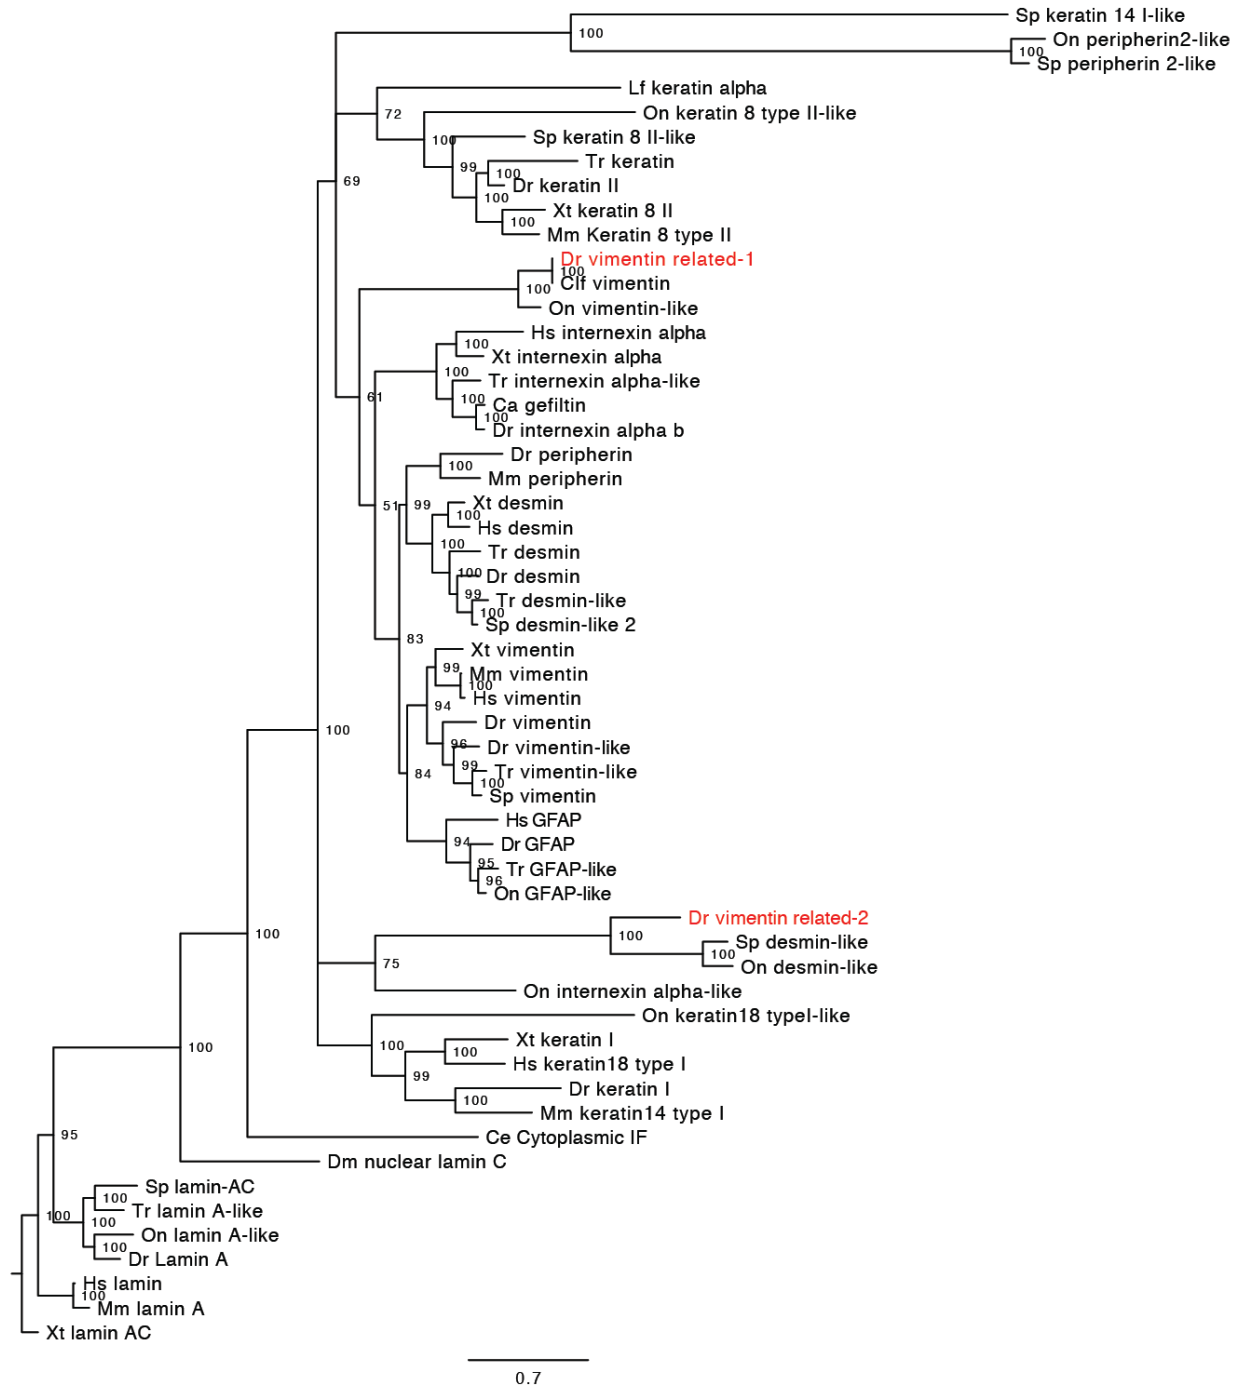 Sp keratin 14 I-like
100
On peripherin2-like
100
Sp peripherin 2-like
Lf keratin alpha
72
On keratin 8 type II-like
100
Sp keratin 8 II-like
99
Tr keratin
100
Dr keratin II
69
100
Xt keratin 8 II
100
Mm Keratin 8 type II
Dr vimentin related-1
100
Clf vimentin
100
On vimentin-like
Hs internexin alpha
100
Xt internexin alpha
100
Tr internexin alpha-like
61
100
Ca gefiltin
100
Dr internexin alpha b
Dr peripherin
100
Mm peripherin
51
99
Xt desmin
100
Hs desmin
100
Tr desmin
100
Dr desmin
99
Tr desmin-like
100
Sp desmin-like 2
83
Xt vimentin
99
Mm vimentin
100
Hs vimentin
94
Dr vimentin
100
96
Dr vimentin-like
99
Tr vimentin-like
84
100
Sp vimentin
Hs GFAP
94
Dr GFAP
95
Tr GFAP-like
96
On GFAP-like
Dr vimentin related-2
100
100
Sp desmin-like
100
On desmin-like
75
On internexin alpha-like
On keratin18 typeI-like
100
100
Xt keratin I
100
Hs keratin18 type I
99
Dr keratin I
100
Mm keratin14 type I
95
Ce Cytoplasmic IF
Dm nuclear lamin C
Sp lamin-AC
100
Tr lamin A-like
100
100
On lamin A-like
100
Dr Lamin A
Hs lamin
100
Mm lamin A
Xt lamin AC
0.7